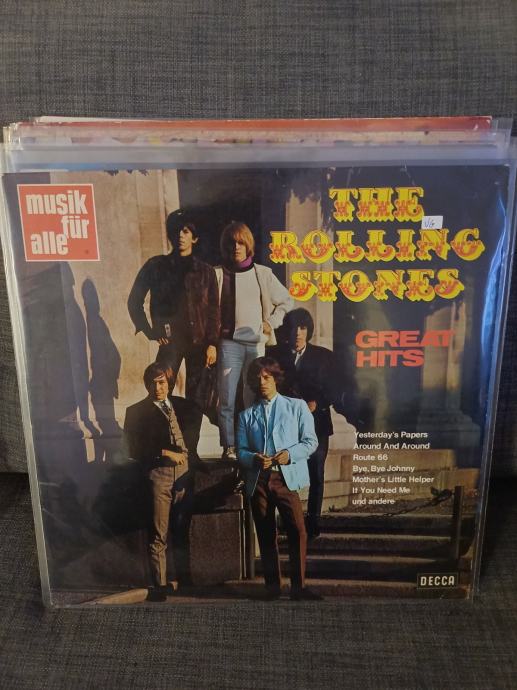 musik
für
alle
®
THE
VG
ROLLING
STONES
GREAT
HITS
Yesterday's Papers
Around And Around
Route 66
Bye, Bye Johnny
Mother's Little Helper
If You Need Me
und andere
DECCA